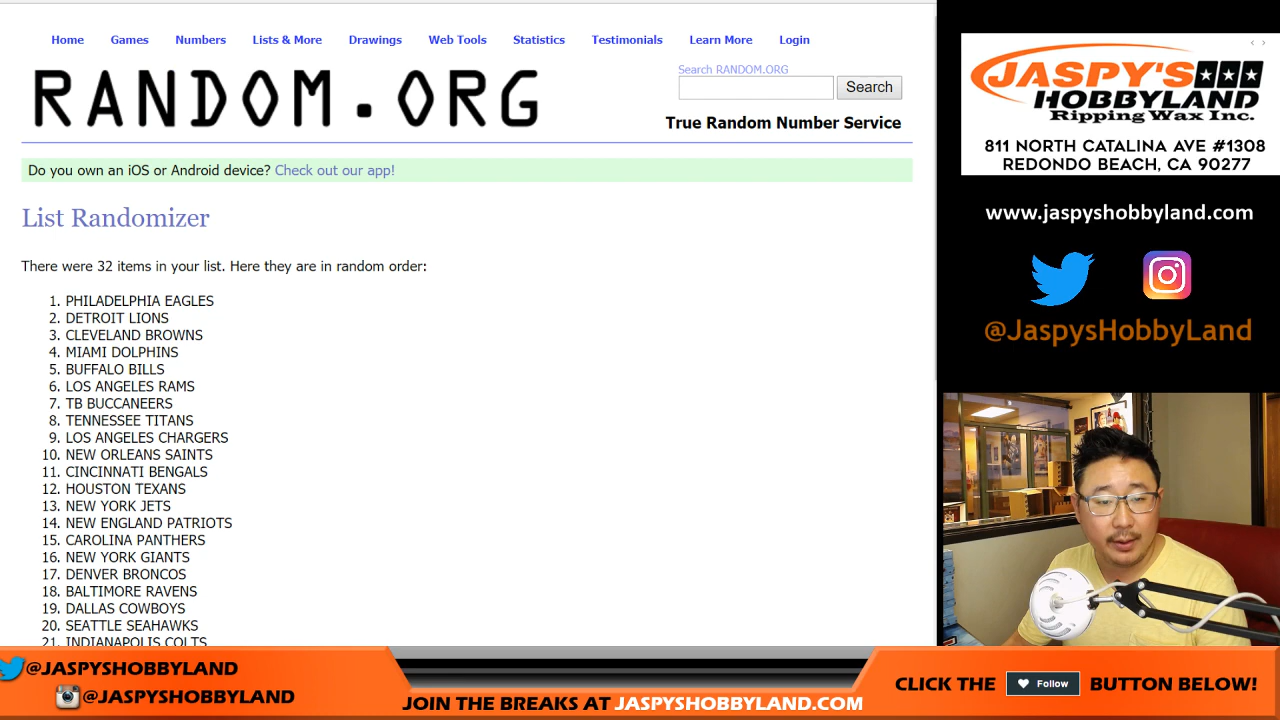 Home Games Numbers Lists & More Drawings Web Tools Statistics Testimonials Learn More Login
RANDOM.ORG
Search RANDOM.ORG
Search
True Random Number Service
Do you own an iOS or Android device? Check out our app!
List Randomizer
There were 32 items in your list. Here they are in random order:
1. PHILADELPHIA EAGLES
2. DETROIT LIONS
3. CLEVELAND BROWNS
4. MIAMI DOLPHINS
5. BUFFALO BILLS
6. LOS ANGELES RAMS
7. TB BUCCANEERS
8. TENNESSEE TITANS
9. LOS ANGELES CHARGERS
10. NEW ORLEANS SAINTS
11. CINCINNATI BENGALS
12. HOUSTON TEXANS
13. NEW YORK JETS
14. NEW ENGLAND PATRIOTS
15. CAROLINA PANTHERS
16. NEW YORK GIANTS
17. DENVER BRONCOS
18. BALTIMORE RAVENS
19. DALLAS COWBOYS
20. SEATTLE SEAHAWKS
21. INDIANAPOLIS COLTS
JASPY'S
HOBBYLAND
Ripping Wax Inc.
811 NORTH CATALINA AVE #1308
REDONDO BEACH, CA 90277
www.jaspyshobbyland.com
@JaspysHobbyLand
@JASPYSHOBBYLAND
@JASPYSHOBBYLAND
JOIN THE BREAKS AT JASPYSHOBBYLAND.COM
CLICK THE Follow BUTTON BELOW!